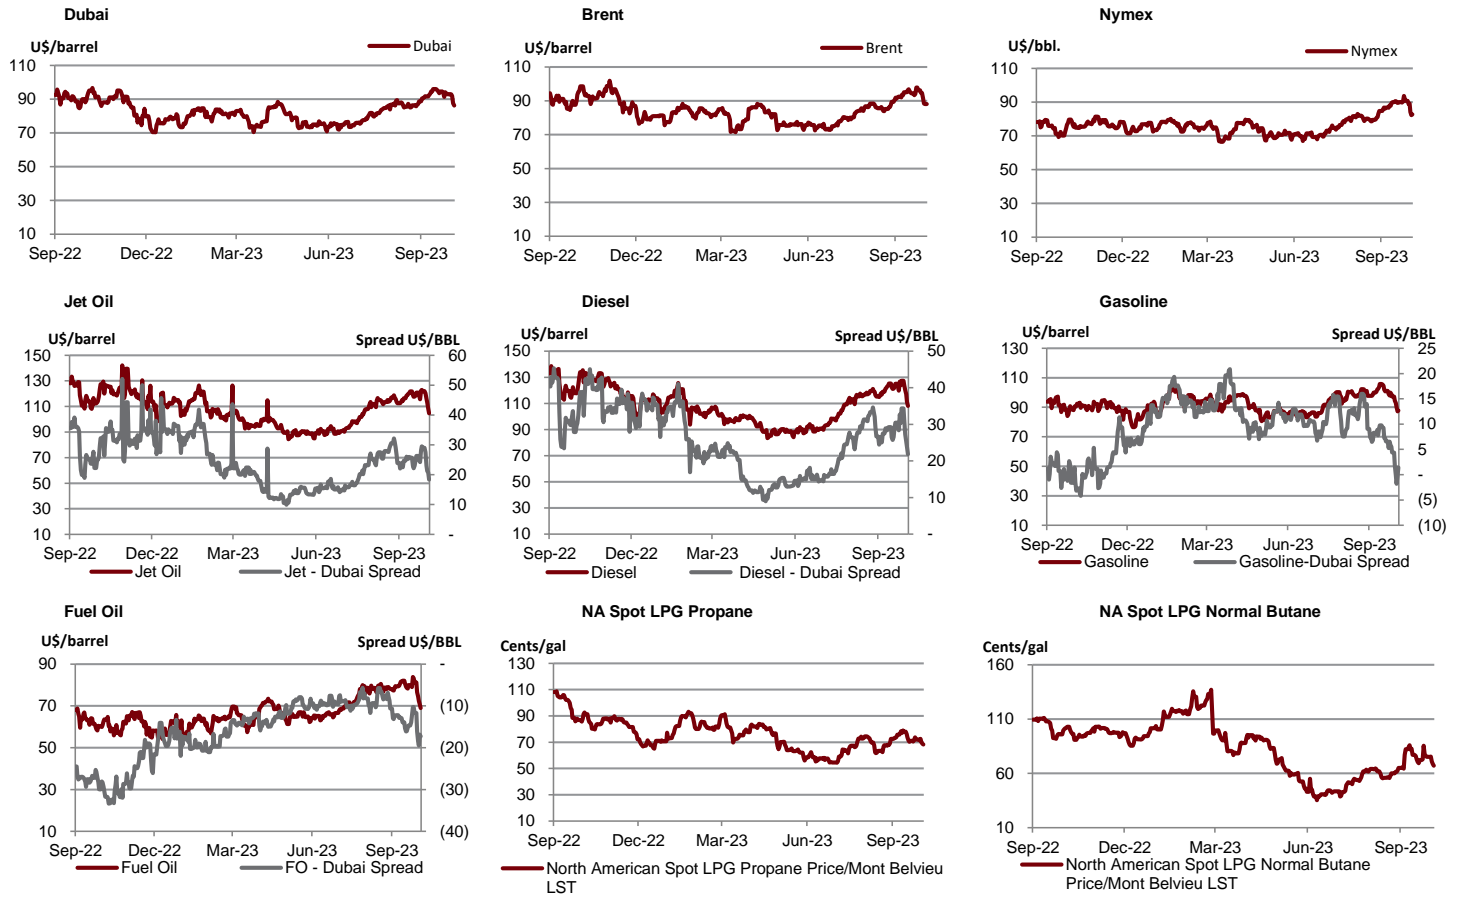 Dubai
U$/barrel
Dubai
110
90
70
50
30
10
Sep-22 Dec-22 Mar-23 Jun-23 Sep-23
Brent
U$/barrel
Brent
110
90
70
50
30
10
Sep-22 Dec-22 Mar-23 Jun-23 Sep-23
Nymex
U$/bbl.
Nymex
110
90
70
50
30
10
Sep-22 Dec-22 Mar-23 Jun-23 Sep-23
Jet Oil
U$/barrel Spread U$/BBL
150 60
130 50
110 40
90 30
70 20
50 10
30 -
10
Sep-22 Dec-22 Mar-23 Jun-23 Sep-23
Jet Oil Jet - Dubai Spread
Diesel
U$/barrel Spread U$/BBL
150 50
130 40
110 30
90 20
70 10
50 -
30
10
Sep-22 Dec-22 Mar-23 Jun-23 Sep-23
Diesel Diesel - Dubai Spread
Gasoline
U$/barrel Spread U$/BBL
130 25
110 20
90 15
70 10
50 5
30 -
10 (5)
(10)
Sep-22 Dec-22 Mar-23 Jun-23 Sep-23
Gasoline Gasoline-Dubai Spread
Fuel Oil
U$/barrel Spread U$/BBL
90 -
70 (10)
50 (20)
30 (30)
10 (40)
Sep-22 Dec-22 Mar-23 Jun-23 Sep-23
Fuel Oil FO - Dubai Spread
NA Spot LPG Propane
Cents/gal
130
110
90
70
50
30
10
Sep-22 Dec-22 Mar-23 Jun-23 Sep-23
North American Spot LPG Propane Price/Mont Belvieu
LST
NA Spot LPG Normal Butane
Cents/gal
160
110
60
10
Sep-22 Dec-22 Mar-23 Jun-23 Sep-23
North American Spot LPG Normal Butane
Price/Mont Belvieu LST